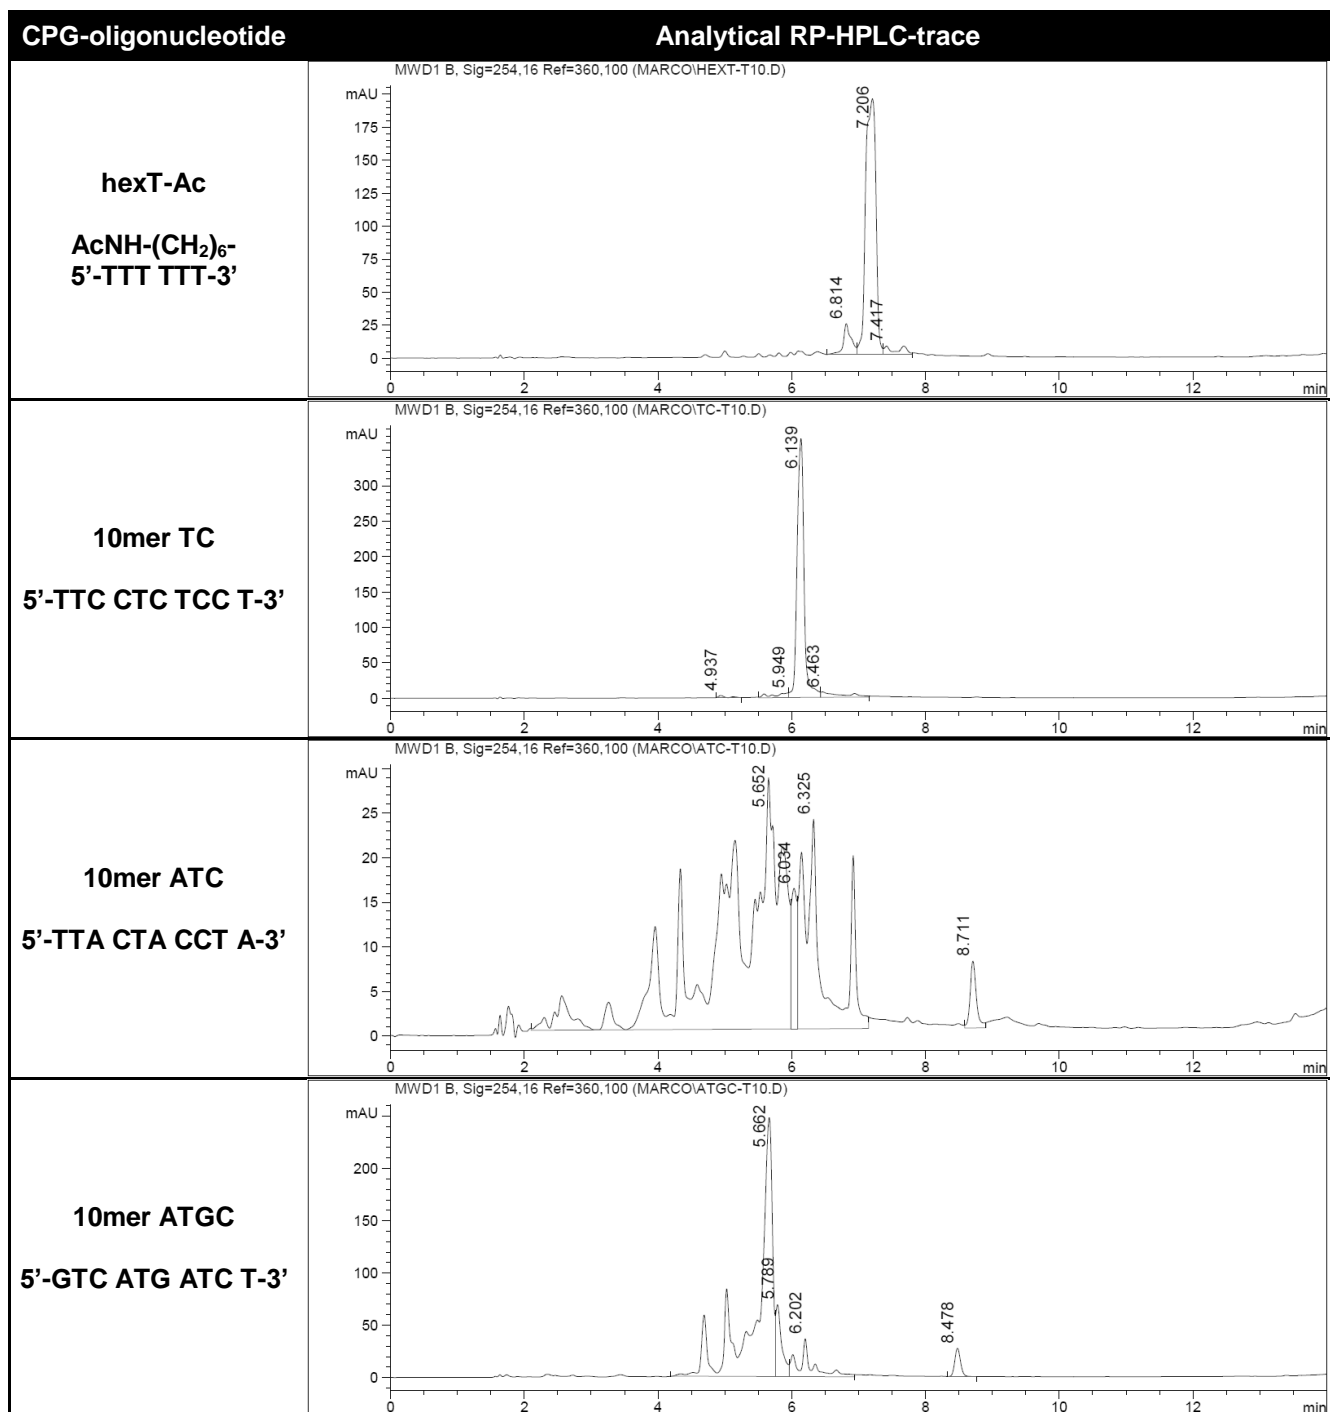 CPG-oligonucleotide
Analytical RP-HPLC-trace
hexT-Ac
AcNH-(CH₂)₆-
5’-TTT TTT-3’
MWD1 B, Sig=254,16 Ref=360,100 (MARCO\HEXT-T10.D)
mAU
175
150
125
100
75
50
25
0
6.814
7.206
7.417
0 2 4 6 8 10 12 min
10mer TC
5’-TTC CTC TCC T-3’
MWD1 B, Sig=254,16 Ref=360,100 (MARCO\TC-T10.D)
mAU
300
250
200
150
100
50
0
4.937
5.949
6.139
6.463
0 2 4 6 8 10 12 min
10mer ATC
5’-TTA CTA CCT A-3’
MWD1 B, Sig=254,16 Ref=360,100 (MARCO\ATC-T10.D)
mAU
25
20
15
10
5
0
5.652
6.034
6.325
8.711
0 2 4 6 8 10 12 min
10mer ATGC
5’-GTC ATG ATC T-3’
MWD1 B, Sig=254,16 Ref=360,100 (MARCO\ATGC-T10.D)
mAU
200
150
100
50
0
5.662
5.789
6.202
8.478
0 2 4 6 8 10 12 min